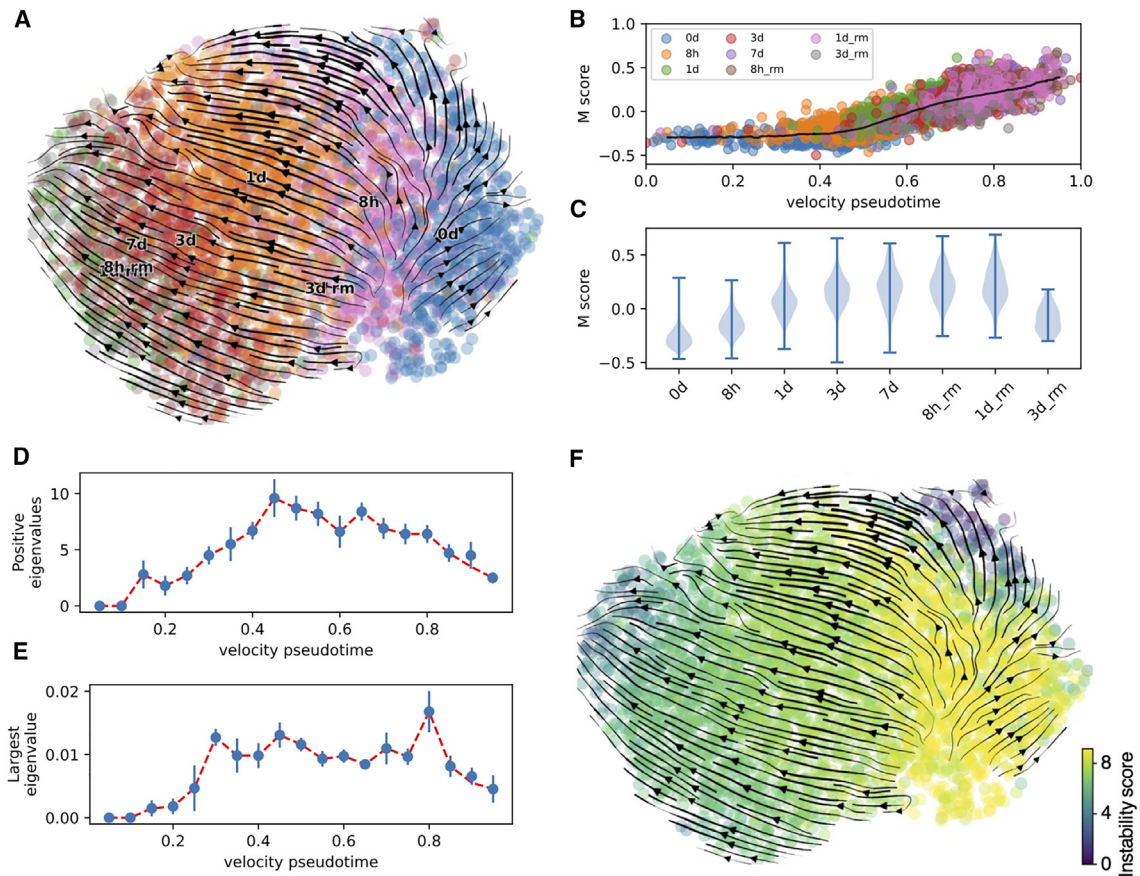 A
1d
8h
0d
7d
3d
8h_rm
3d_rm
B
1.0
0.5
0.0
−0.5
M score
0d
8h
1d
3d
7d
8h_rm
1d_rm
3d_rm
0.0 0.2 0.4 0.6 0.8 1.0
velocity pseudotime
C
0.5
0.0
−0.5
M score
0d 8h 1d 3d 7d 8h_rm 1d_rm 3d_rm
D
10
5
0
Positive
eigenvalues
0.2 0.4 0.6 0.8
velocity pseudotime
E
0.02
0.01
0.00
Largest
eigenvalue
0.2 0.4 0.6 0.8
velocity pseudotime
F
8
4
0
Instability score